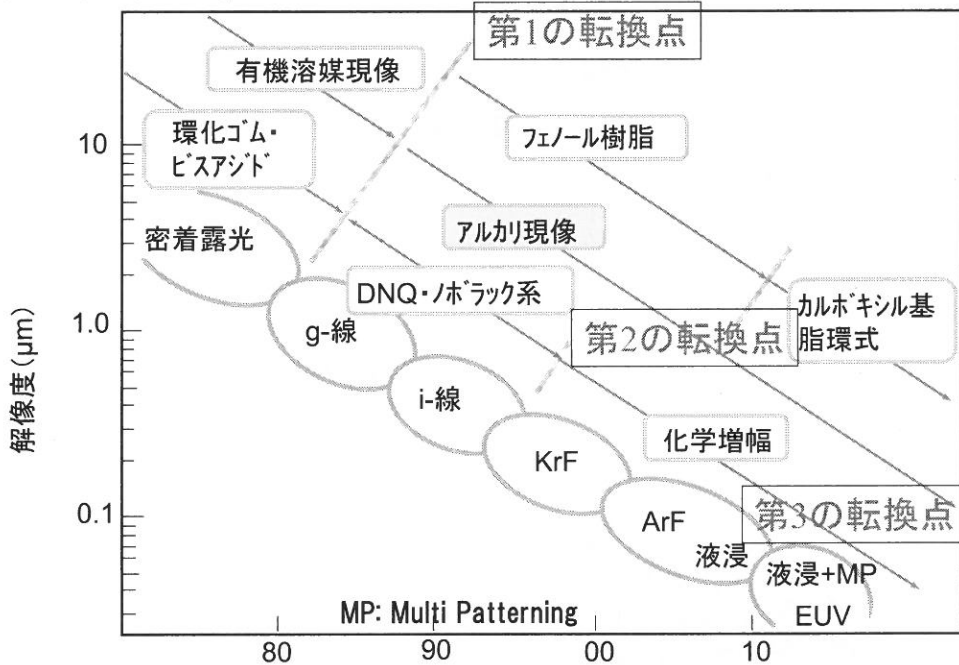 第1の転換点
有機溶媒現像
環化ゴム・
ビスアジド
フェノール樹脂
密着露光
アルカリ現像
DNQ・ノボラック系
カルボキシル基
脂環式
g-線
第2の転換点
i-線
化学増幅
KrF
ArF
液浸
第3の転換点
液浸+MP
EUV
MP: Multi Patterning
解像度(μm)
10
1.0
0.1
80
90
00
10